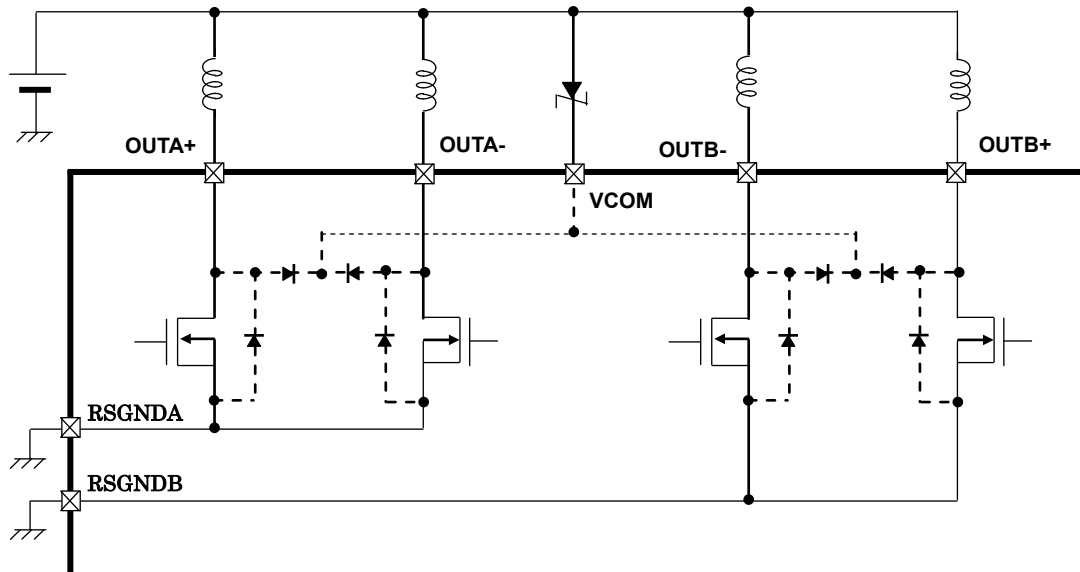 OUTA+
OUTA-
OUTB-
OUTB+
VCOM
RSGNDA
RSGNDB